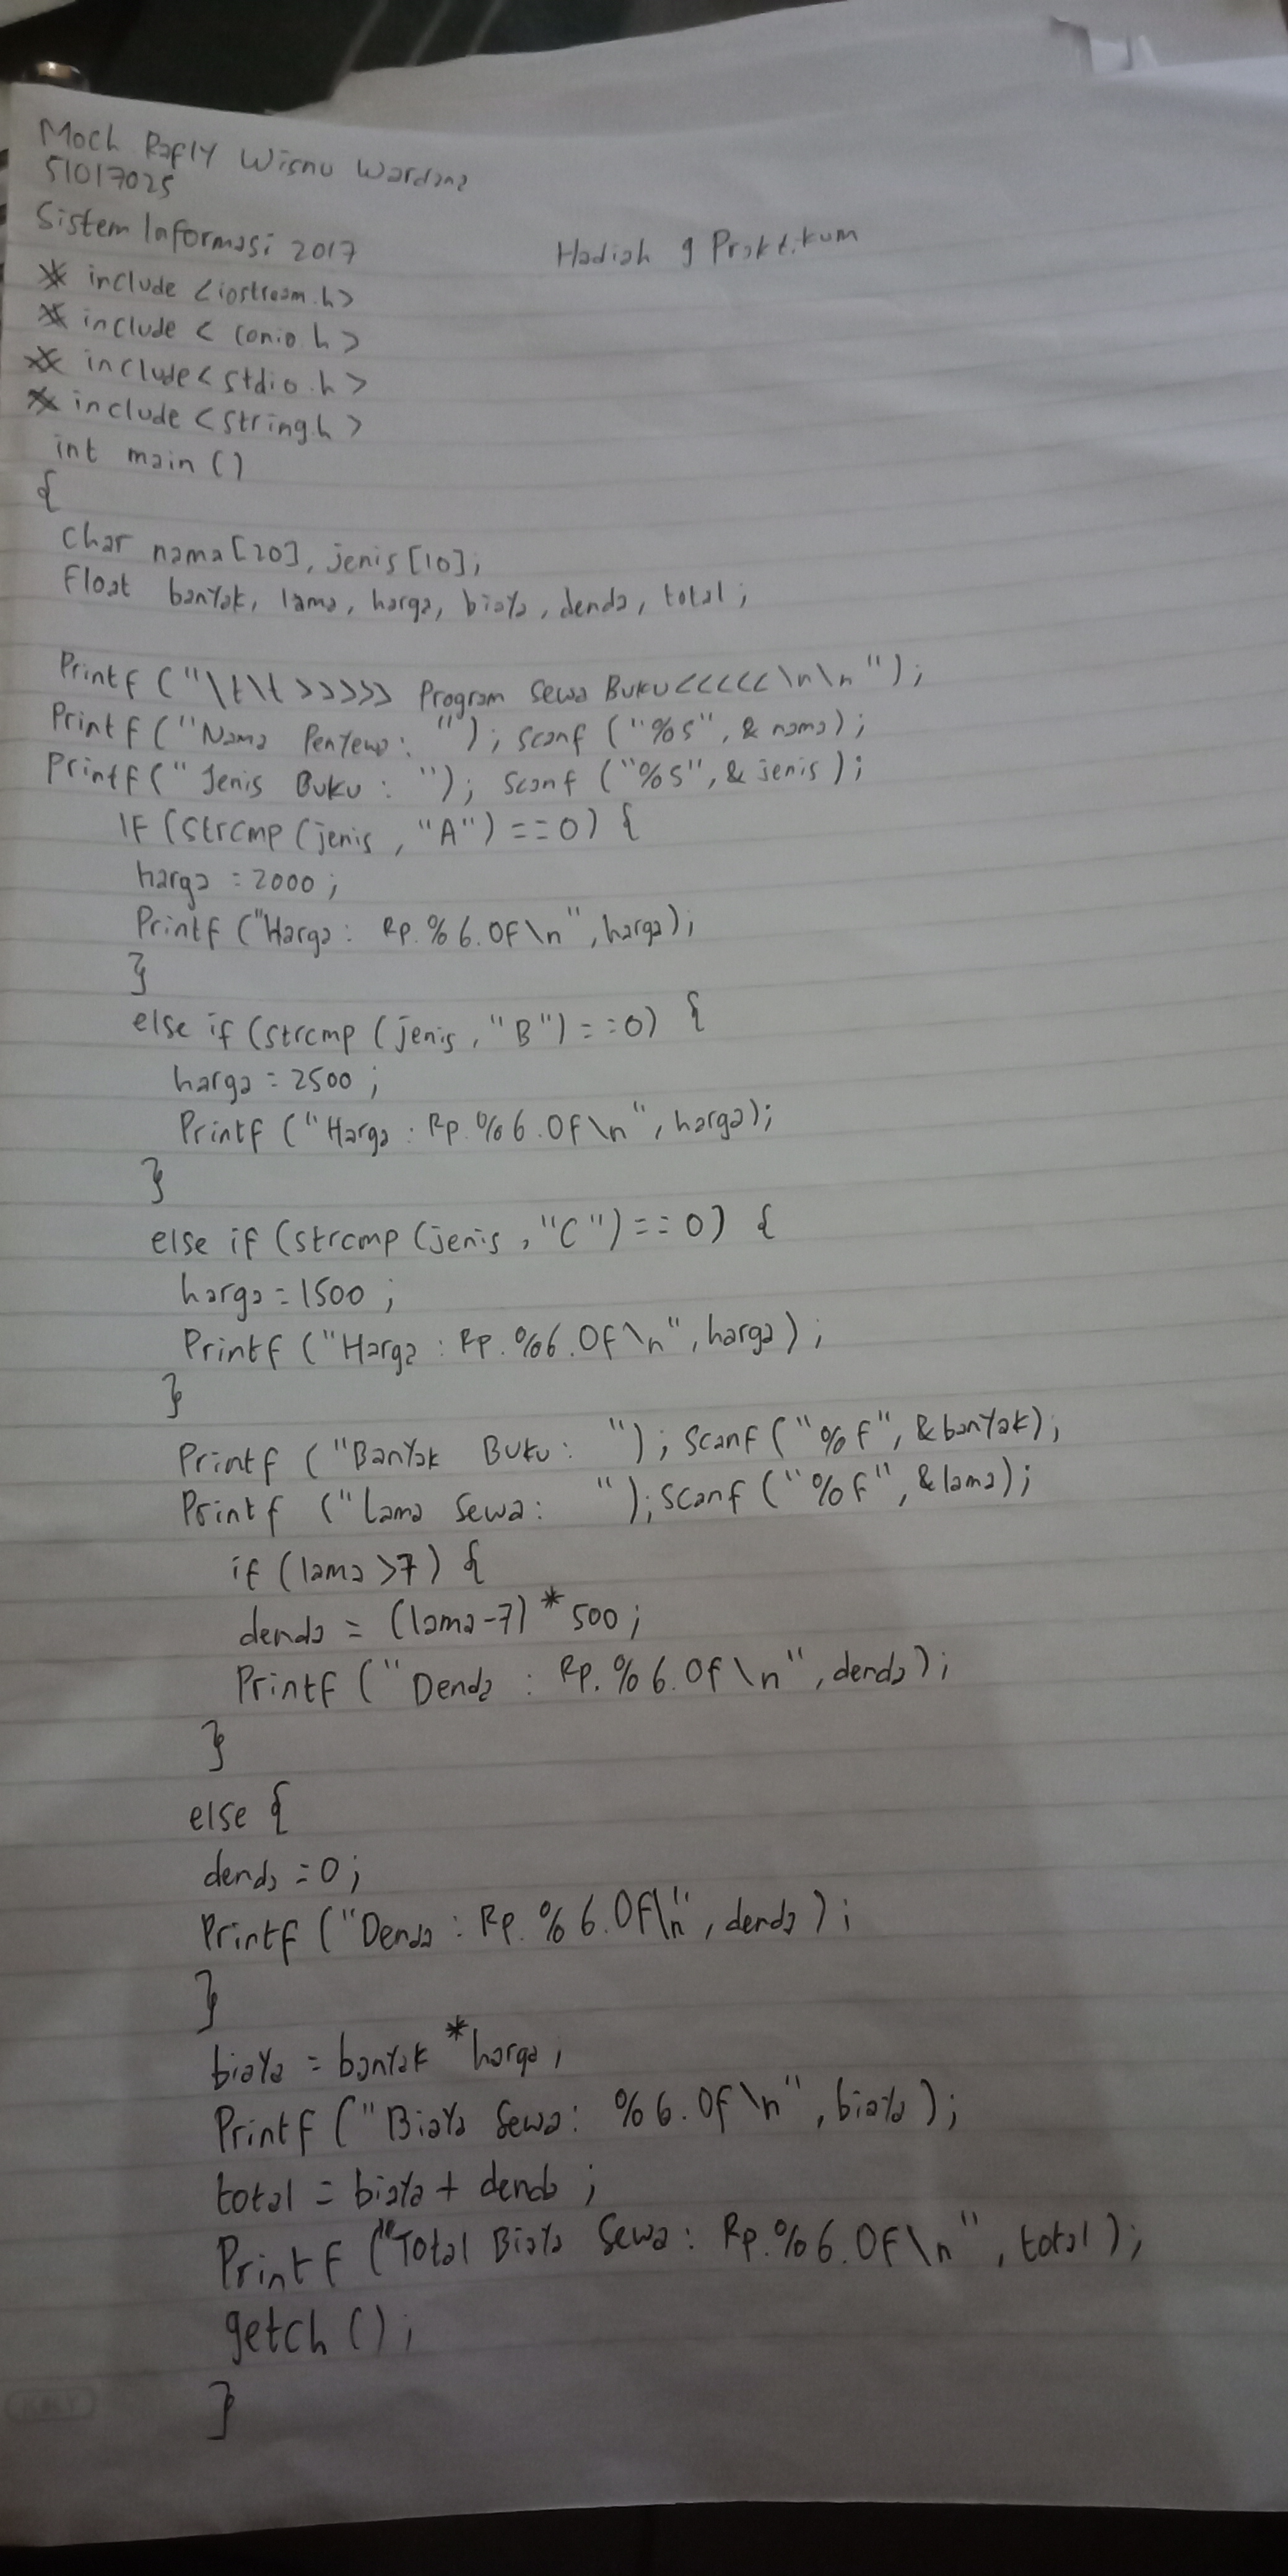 Moch Rafly Wisnu Wardana
51017025
Sistem Informasi 2017
Hadiah 9 Praktikum
# include <iostream.h>
# include < conio.h>
# include <stdio.h>
# include <string.h>
int main ()
{
Char nama [20], jenis [10];
Float banyak, lama, harga, biaya, denda, total;
Printf ("\t\t >>>>> Program Sewa Buku <<<<< \n\n ");
Printf ("Nama Penyewa: "); scanf ("%s", & nama);
Printf (" Jenis Buku : "); scanf ("%s", & jenis );
IF (strcmp (jenis , "A") == 0) {
harga = 2000 ;
Printf ("Harga : Rp. % 6. 0f \n", harga);
}
else if (strcmp (jenis , "B") == 0) {
harga = 2500 ;
Printf ("Harga : Rp. %6 .0f \n", harga);
}
else if (strcmp (jenis , "C") == 0) {
harga = 1500 ;
Printf ("Harga : Rp. %6 .0f \n", harga) ;
}
Printf ("Banyak Buku : "); Scanf ("%f", &banyak);
Printf ("Lama Sewa: "); Scanf ("%f", &lama);
if (lama >7) {
denda = (lama-7) * 500 ;
Printf ("Denda : Rp. % 6. 0f \n", denda);
}
else {
denda = 0 ;
Printf ("Denda : Rp. % 6. 0f\n", denda) ;
}
biaya = banyak * harga ;
Printf ("Biaya Sewa: % 6. 0f \n", biaya );
total = biaya + denda ;
Printf ("Total Biaya Sewa : Rp. %6. 0f \n", total );
getch () ;
}